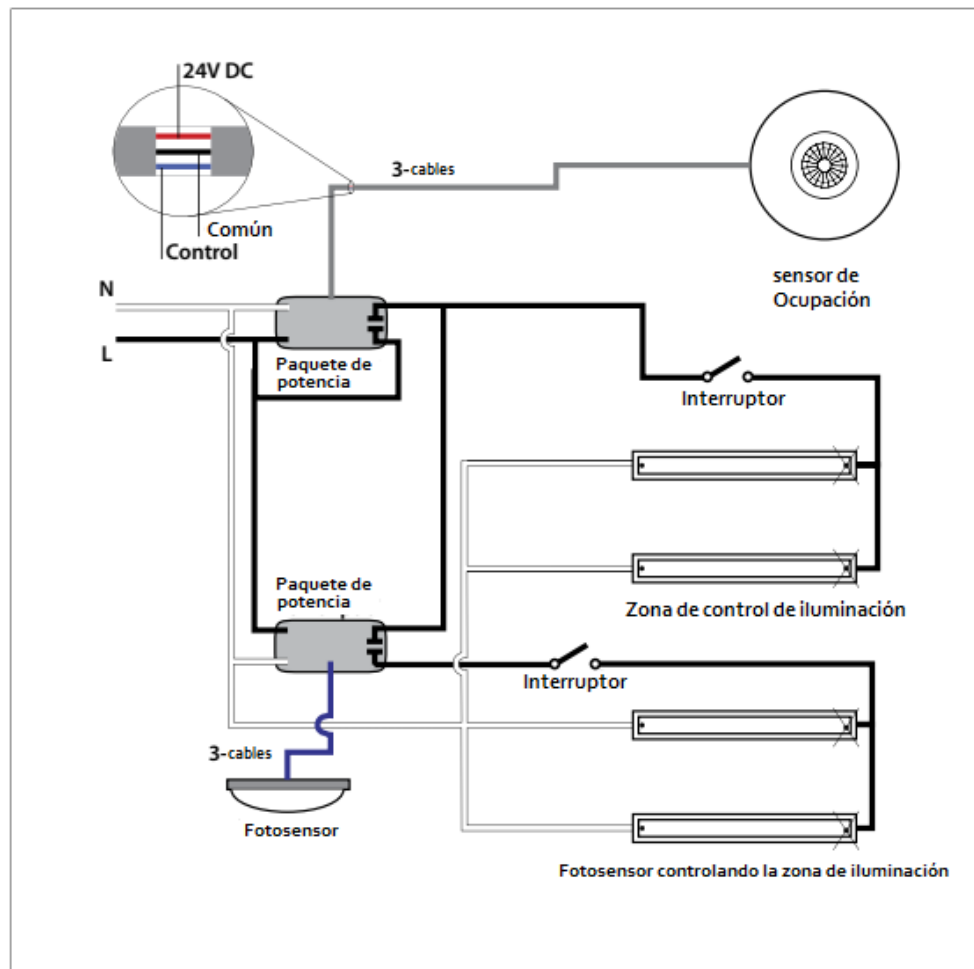 24V DC
3-cables
Común
Control
sensor de
Ocupación
N
L
Paquete de
potencia
Interruptor
Paquete de
potencia
Zona de control de iluminación
Interruptor
3-cables
Fotosensor
Fotosensor controlando la zona de iluminación